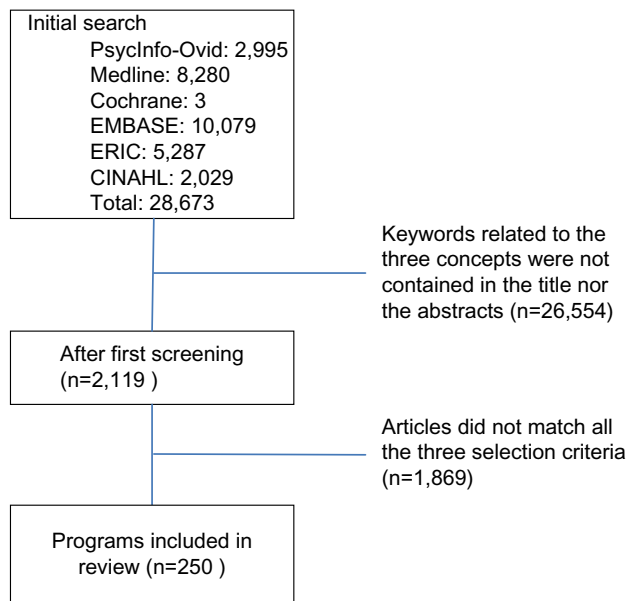 Initial search
PsycInfo-Ovid: 2,995
Medline: 8,280
Cochrane: 3
EMBASE: 10,079
ERIC: 5,287
CINAHL: 2,029
Total: 28,673
Keywords related to the
three concepts were not
contained in the title nor
the abstracts (n=26,554)
After first screening
(n=2,119 )
Articles did not match all
the three selection criteria
(n=1,869)
Programs included in
review (n=250 )